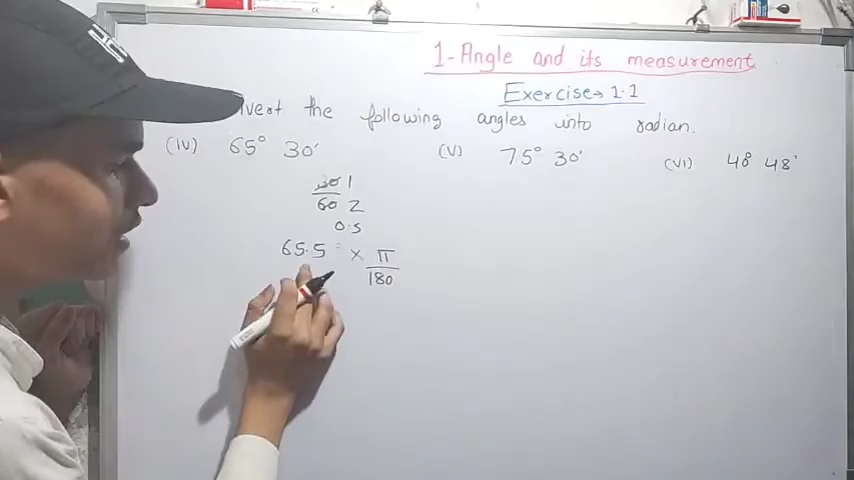 1-Angle and its measurement
Exercise→1.1
vert the following angles into radian.
(IV) 65° 30'
(V) 75° 30'
(VI) 40° 48'
30 1
60 2
0.5
65.5° × π
180